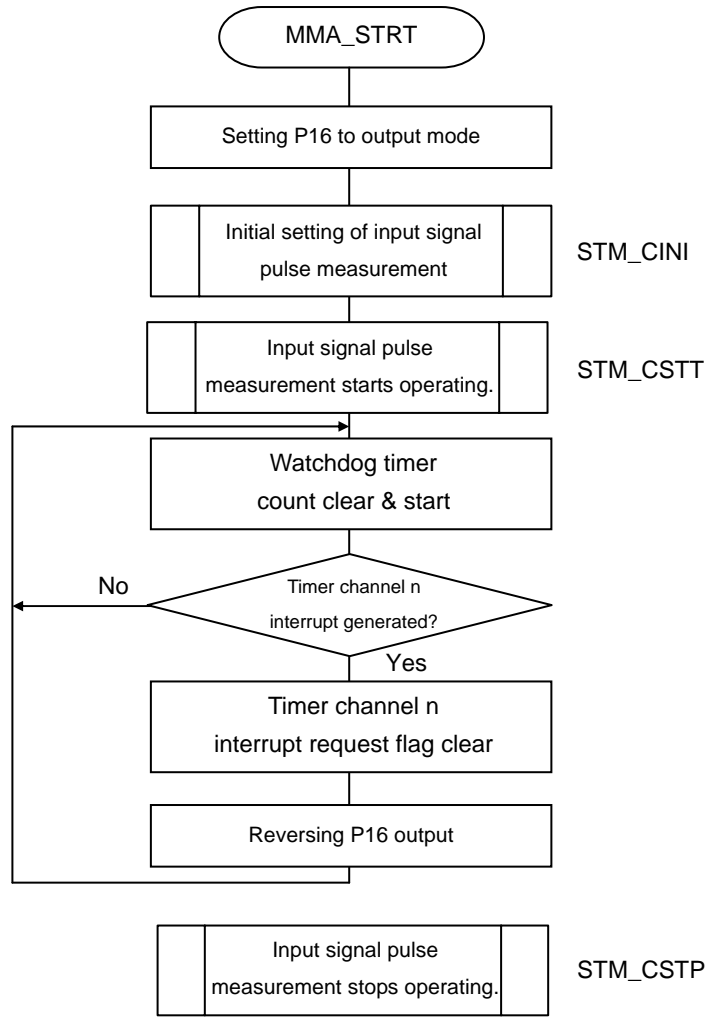 MMA_STRT
Setting P16 to output mode
Initial setting of input signal
pulse measurement
STM_CINI
Input signal pulse
measurement starts operating.
STM_CSTT
Watchdog timer
count clear & start
No
Timer channel n
interrupt generated?
Yes
Timer channel n
interrupt request flag clear
Reversing P16 output
Input signal pulse
measurement stops operating.
STM_CSTP